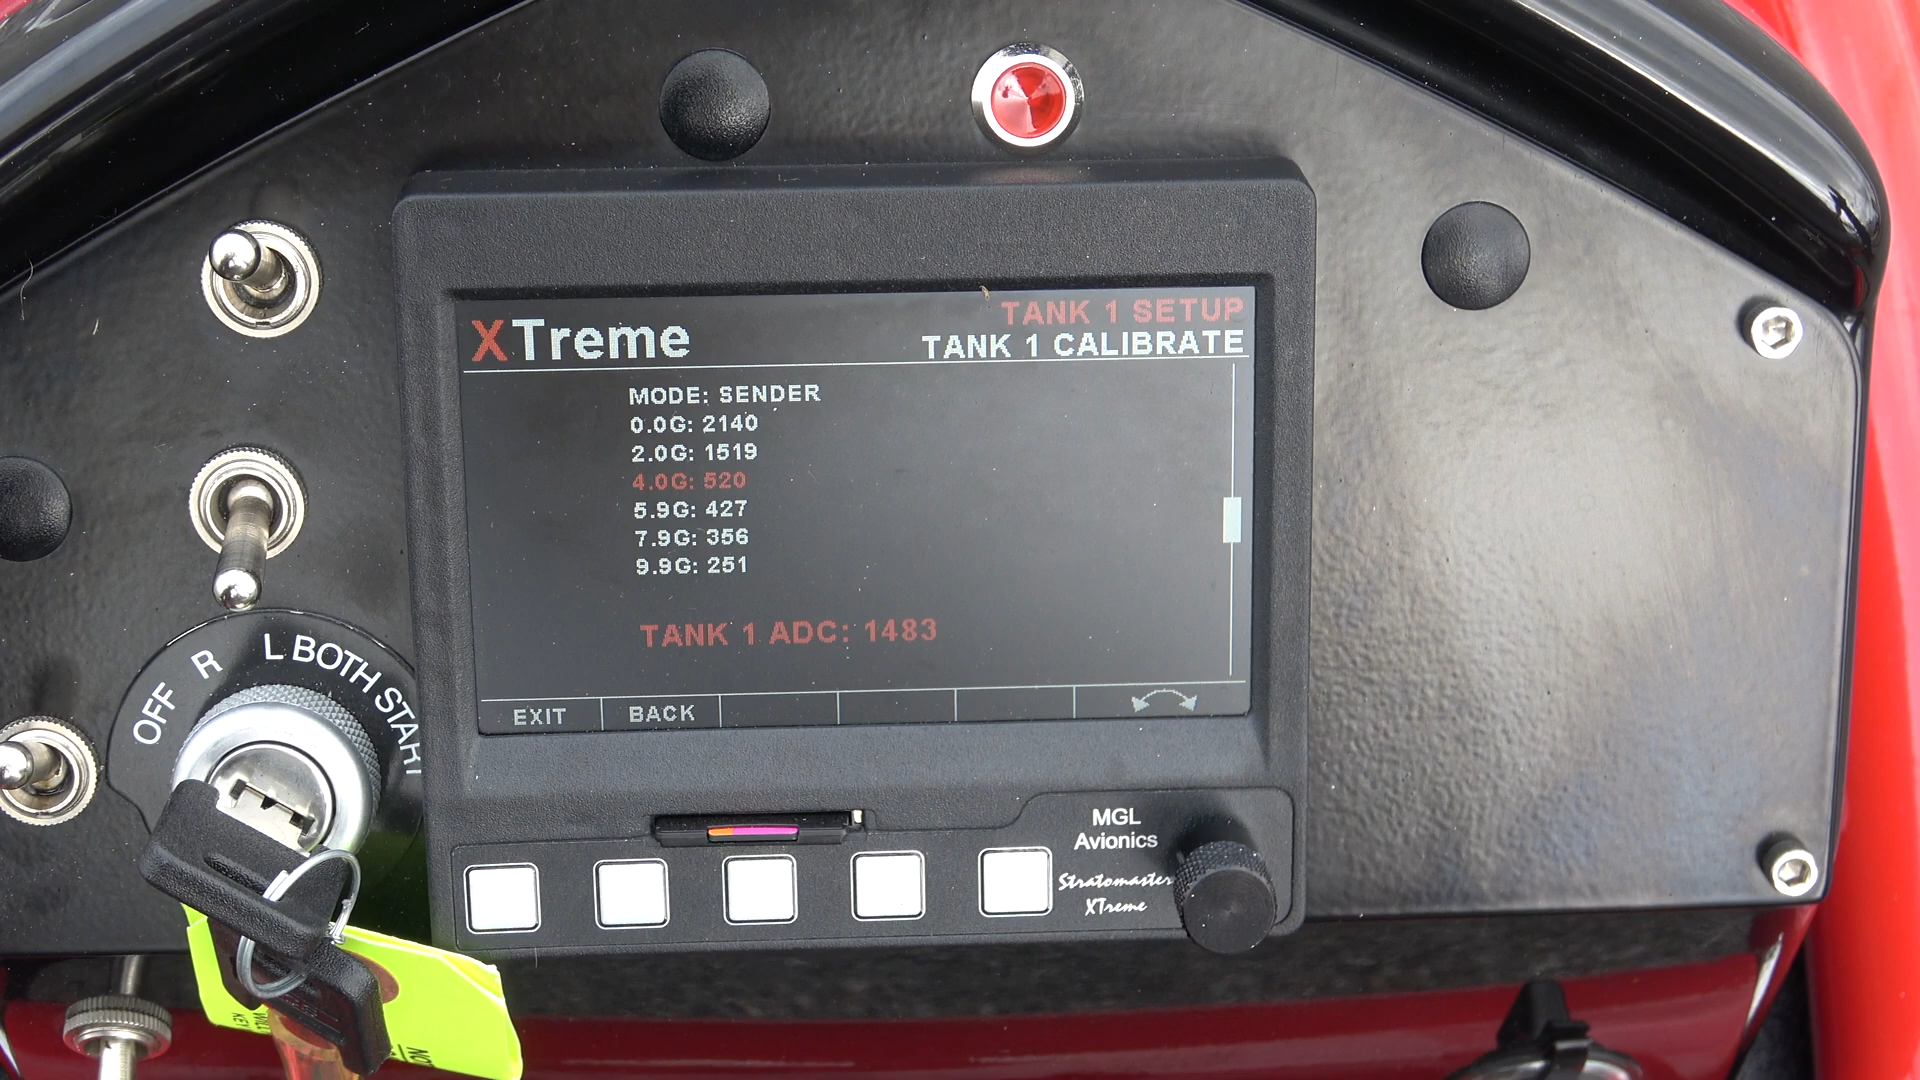 XTreme
TANK 1 SETUP
TANK 1 CALIBRATE
MODE: SENDER
0.0G: 2140
2.0G: 1519
4.0G: 520
5.9G: 427
7.9G: 356
9.9G: 251
TANK 1 ADC: 1483
EXIT BACK
OFF R L BOTH START
MGL
Avionics
Stratomaster
XTreme
KEY